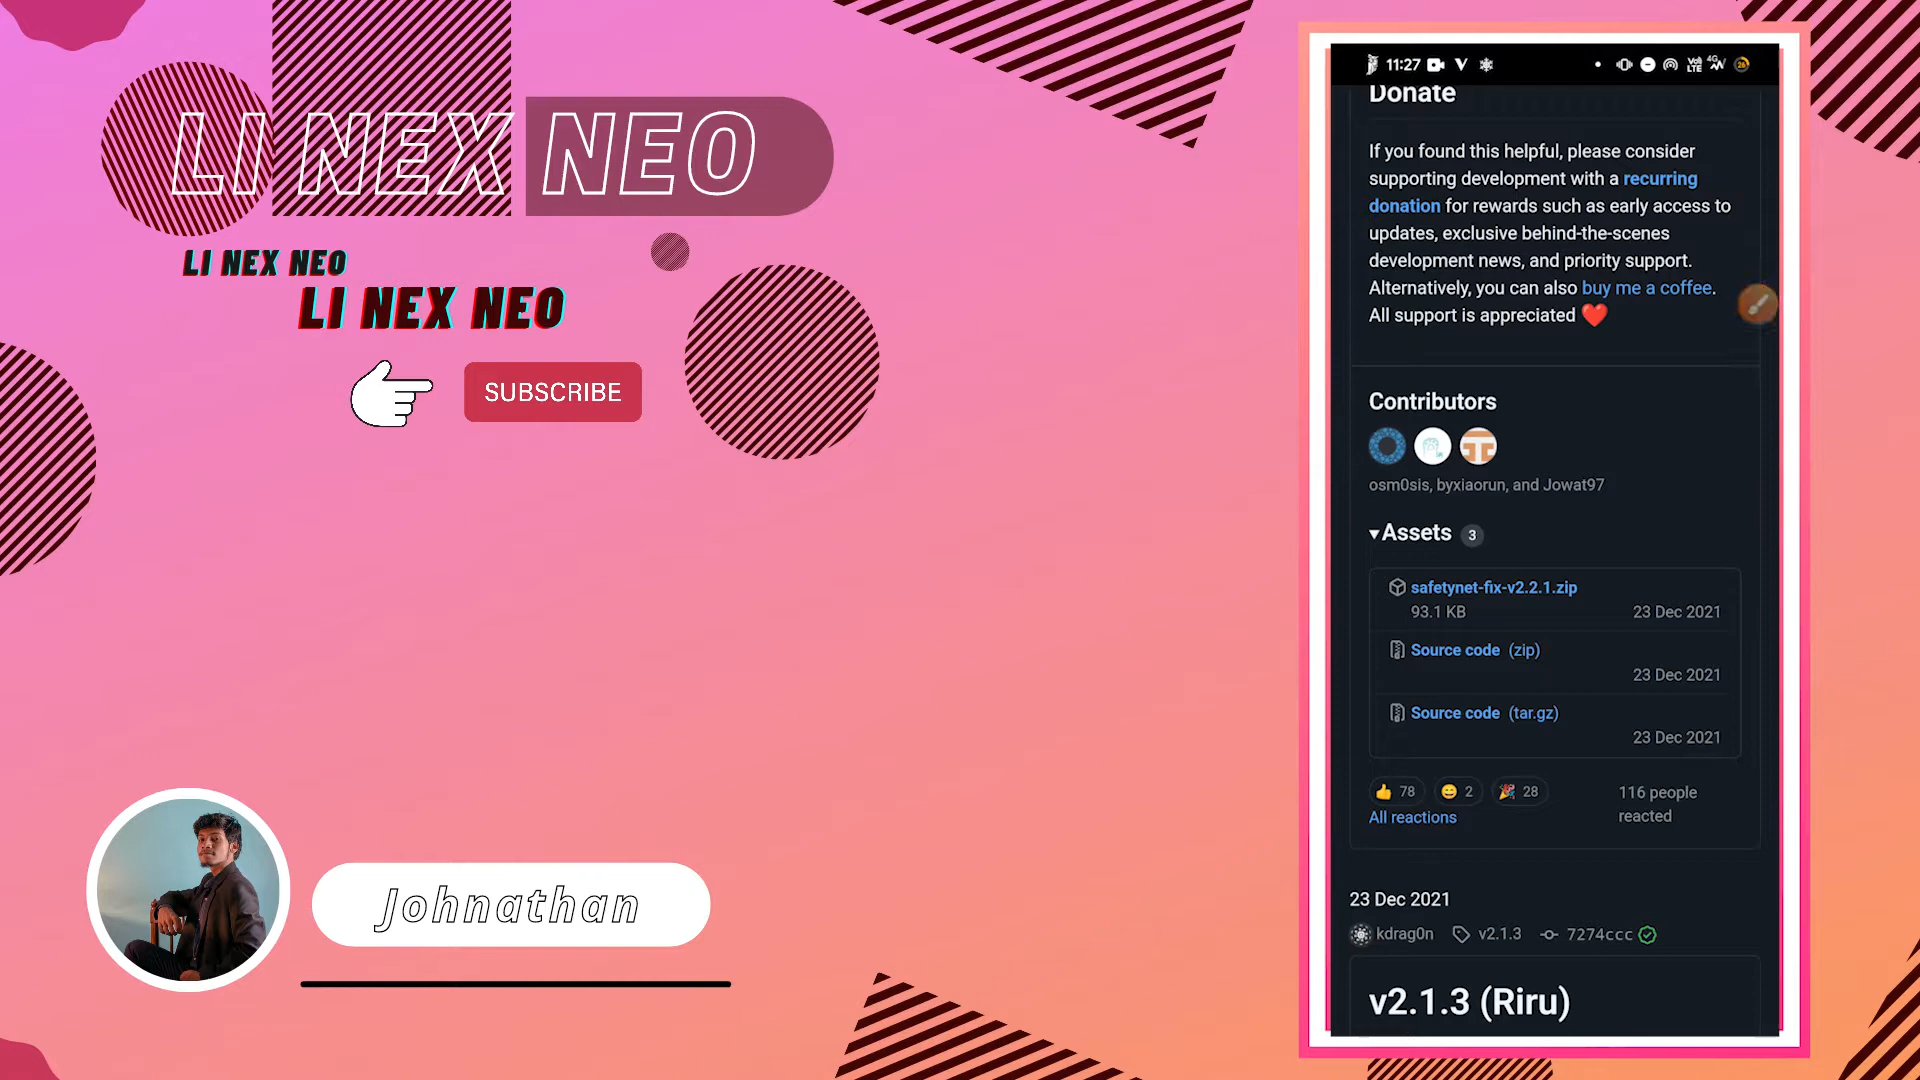 LI NEX NEO
LI NEX NEO
LI NEX NEO
SUBSCRIBE
Johnathan
11:27
Vo LTE
4G
26
Donate
If you found this helpful, please consider
supporting development with a recurring
donation for rewards such as early access to
updates, exclusive behind-the-scenes
development news, and priority support.
Alternatively, you can also buy me a coffee.
All support is appreciated ❤️
Contributors
osm0sis, byxiaorun, and Jowat97
▾Assets 3
safetynet-fix-v2.2.1.zip
93.1 KB 23 Dec 2021
Source code (zip)
23 Dec 2021
Source code (tar.gz)
23 Dec 2021
👍 78 😄 2 🎉 28 116 people
All reactions reacted
23 Dec 2021
kdrag0n v2.1.3 7274ccc
v2.1.3 (Riru)